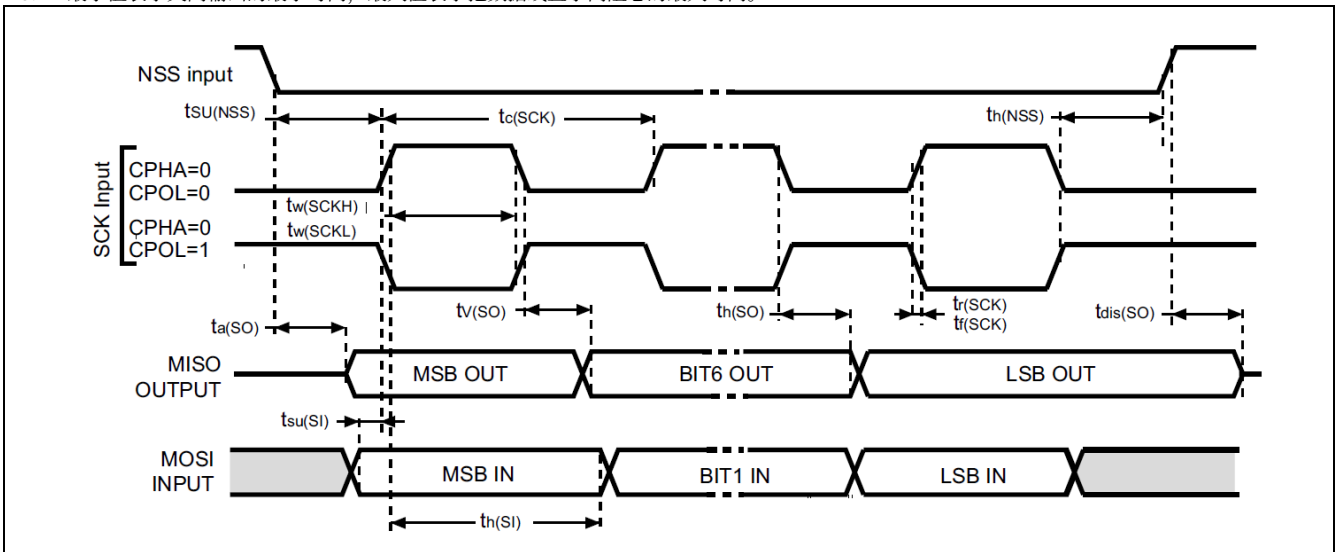 NSS input
tSU(NSS)
tc(SCK)
th(NSS)
SCK Input
CPHA=0
CPOL=0
tw(SCKH)
CPHA=0
tw(SCKL)
CPOL=1
tV(SO)
th(SO)
tr(SCK)
tf(SCK)
tdis(SO)
ta(SO)
MISO
OUTPUT
MSB OUT
BIT6 OUT
LSB OUT
tsu(SI)
MOSI
INPUT
MSB IN
BIT1 IN
LSB IN
th(SI)